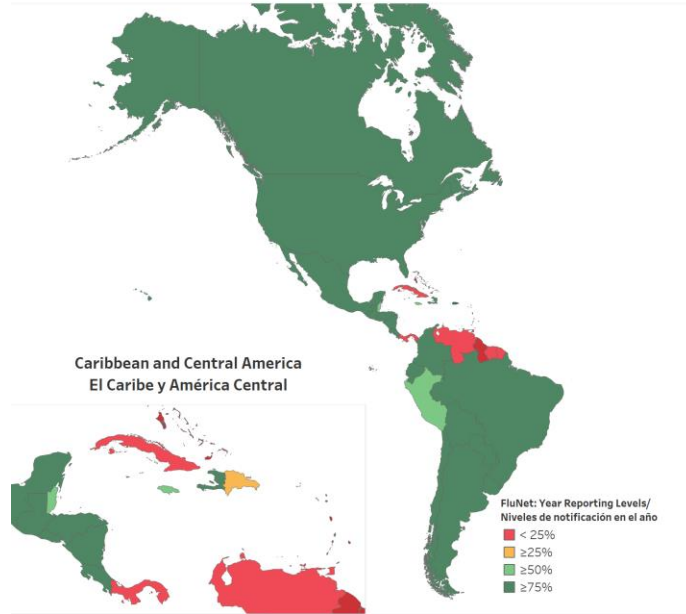 Caribbean and Central America
El Caribe y América Central
FluNet: Year Reporting Levels/
Niveles de notificación en el año
< 25%
≥25%
≥50%
≥75%